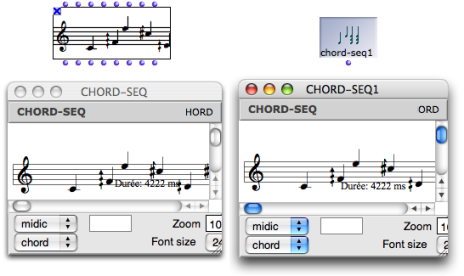 chord-seq1
CHORD-SEQ
CHORD-SEQ HORD
Durée: 4222 ms
midic Zoom 10
chord Font size 24
CHORD-SEQ1
CHORD-SEQ ORD
Durée: 4222 ms
midic Zoom 10
chord Font size